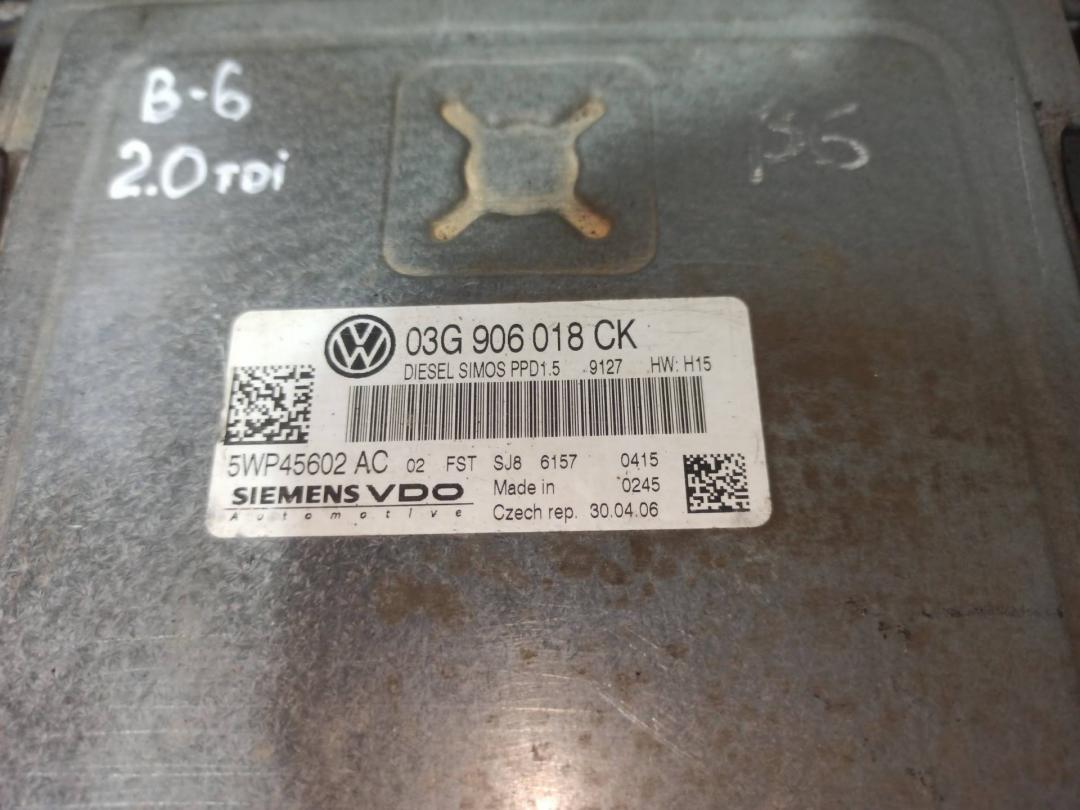 B-6
2.0 TDi
03G 906 018 CK
DIESEL SIMOS PPD1.5 9127 HW: H15
5WP45602 AC 02 FST SJ8 6157 0415
SIEMENS VDO Made in 0245
Automotive Czech rep. 30.04.06